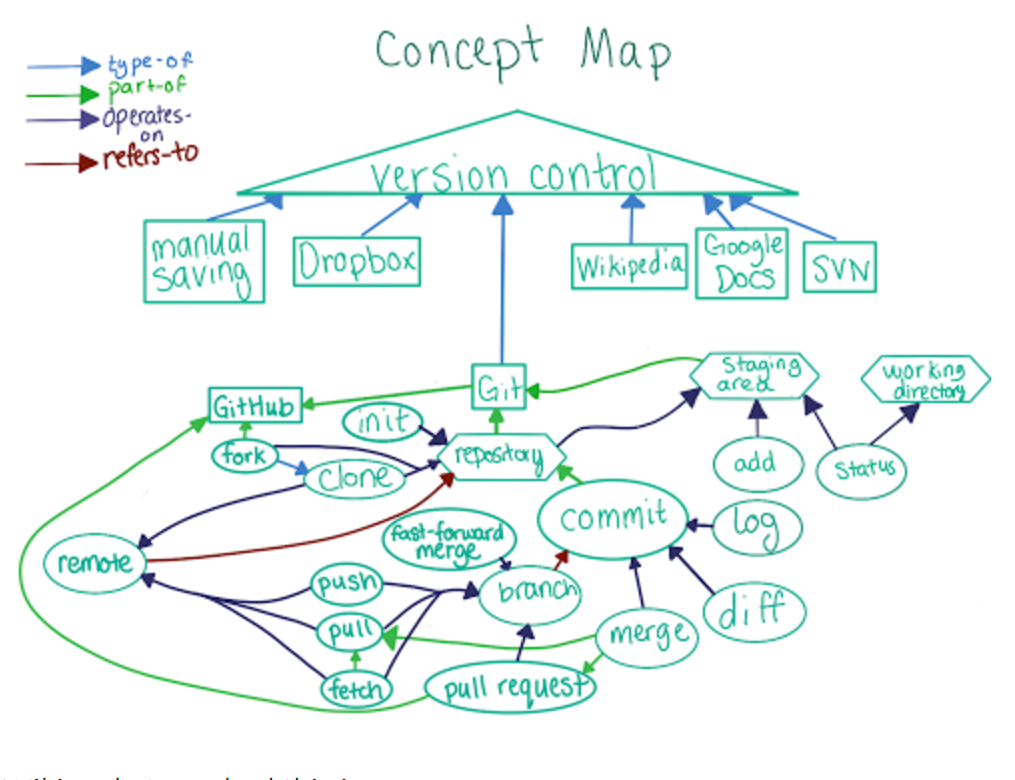 Concept Map
type-of
part-of
operates-
on
refers-to
version control
manual
saving
Dropbox
Wikipedia
Google
Docs
SVN
Git
Staging
area
working
directory
GitHub
init
fork
clone
repository
add
status
commit
log
fast-forward
merge
remote
push
branch
diff
pull
merge
fetch
pull request